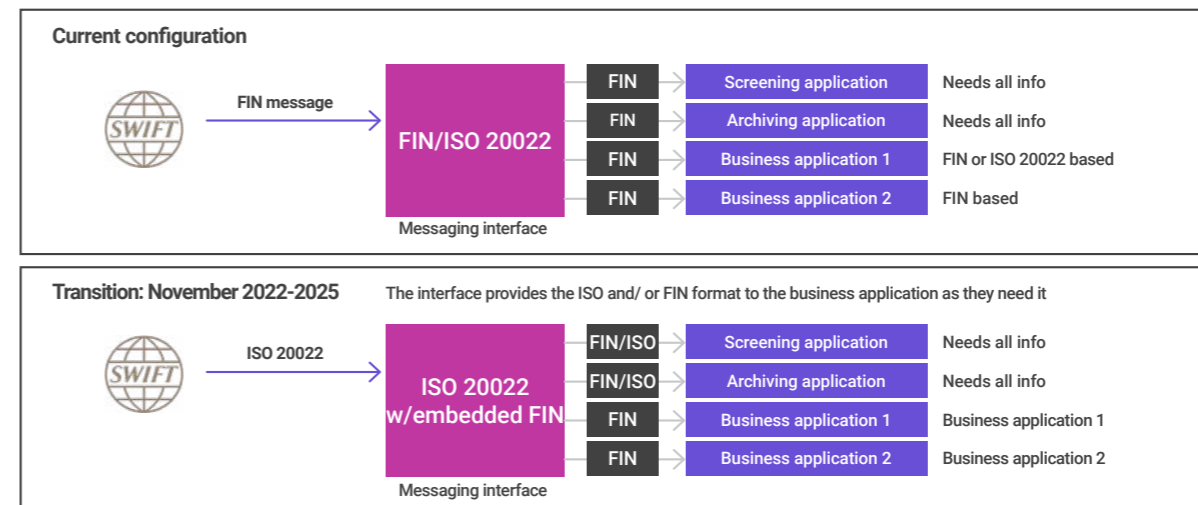 Current configuration
SWIFT
FIN message
FIN/ISO 20022
Messaging interface
FIN
Screening application
Needs all info
FIN
Archiving application
Needs all info
FIN
Business application 1
FIN or ISO 20022 based
FIN
Business application 2
FIN based
Transition: November 2022-2025
The interface provides the ISO and/ or FIN format to the business application as they need it
SWIFT
ISO 20022
ISO 20022
w/embedded FIN
Messaging interface
FIN/ISO
Screening application
Needs all info
FIN/ISO
Archiving application
Needs all info
FIN
Business application 1
Business application 1
FIN
Business application 2
Business application 2